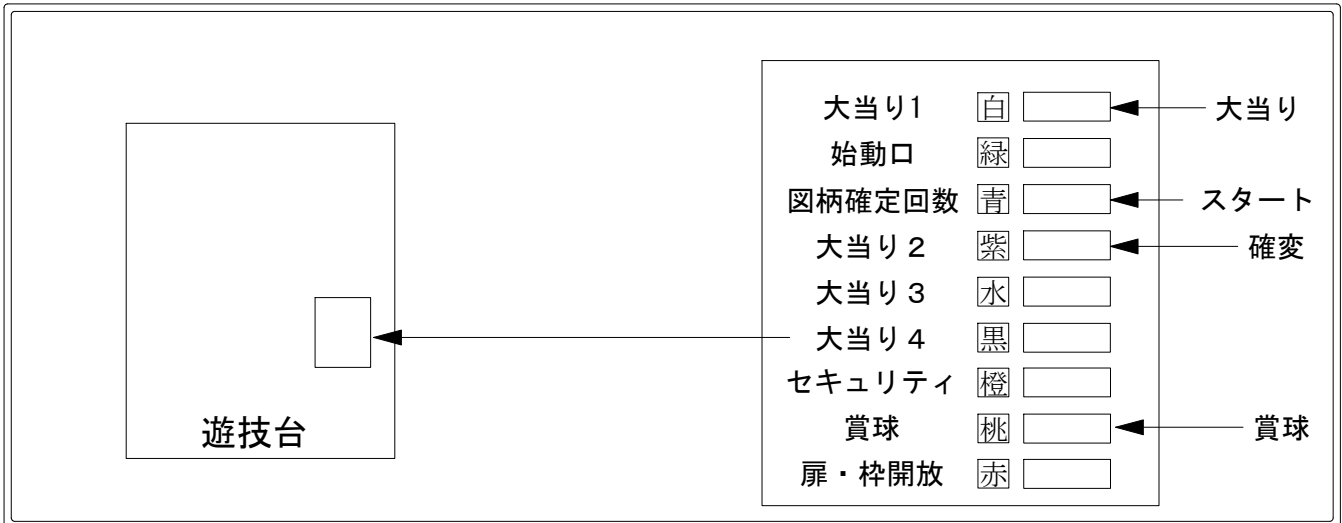 大当り1 白 大当り
始動口 緑
図柄確定回数 青 スタート
大当り２ 紫 確変
大当り３ 水
大当り４ 黒
セキュリティ 橙
賞球 桃 賞球
扉・枠開放 赤
遊技台